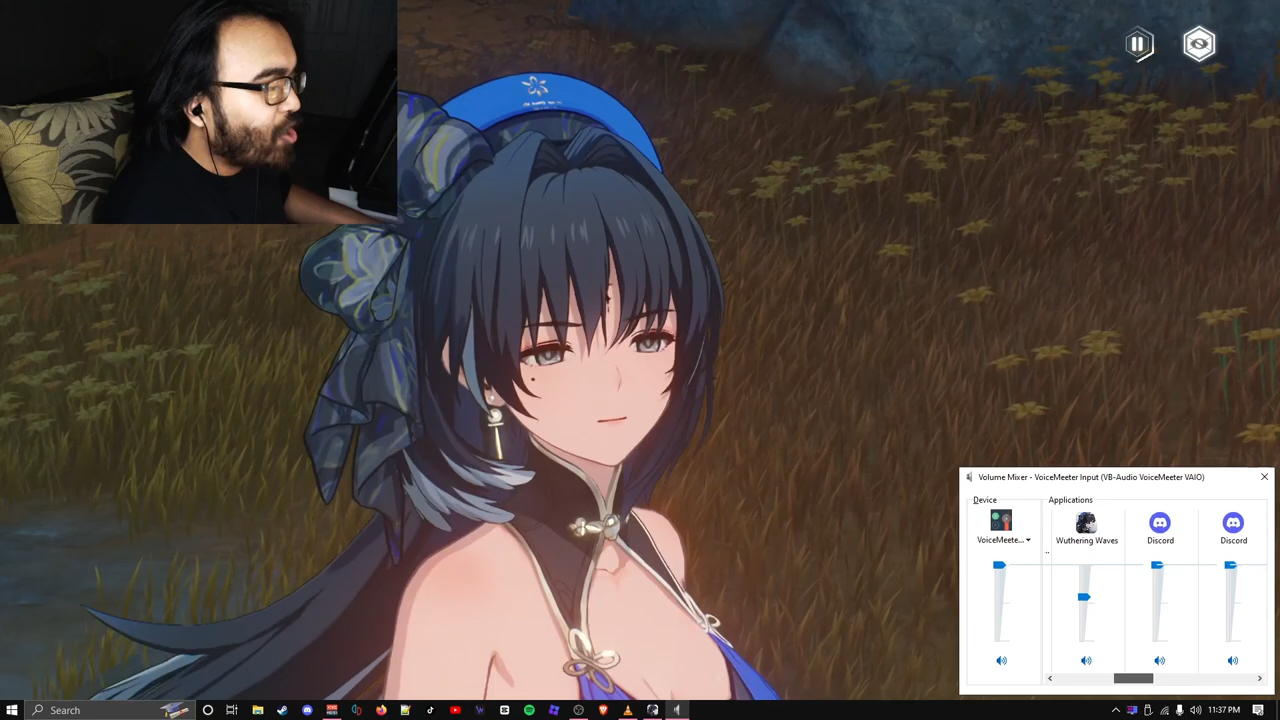 Volume Mixer - VoiceMeeter Input (VB-Audio VoiceMeeter VAIO)
Device
Applications
VoiceMeete...
Wuthering Waves
Discord
Discord
Search
11:37 PM